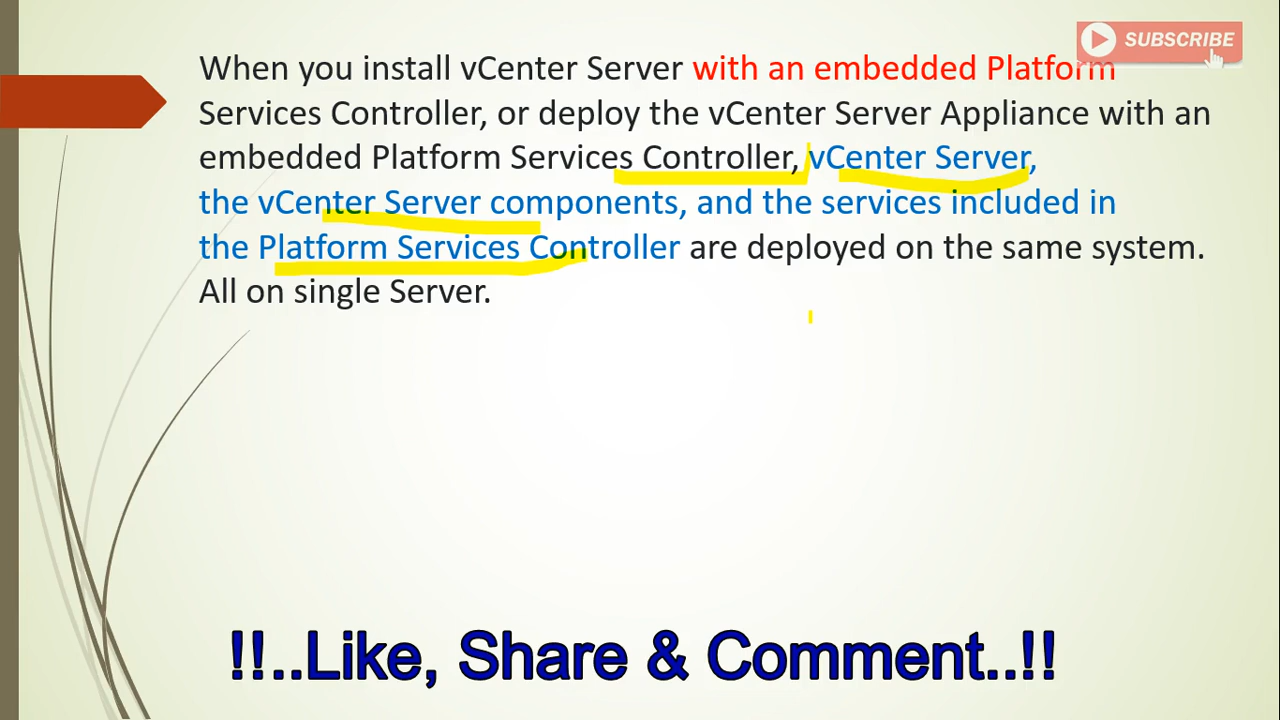 SUBSCRIBE
When you install vCenter Server with an embedded Platform
Services Controller, or deploy the vCenter Server Appliance with an
embedded Platform Services Controller, vCenter Server,
the vCenter Server components, and the services included in
the Platform Services Controller are deployed on the same system.
All on single Server.
!!..Like, Share & Comment..!!